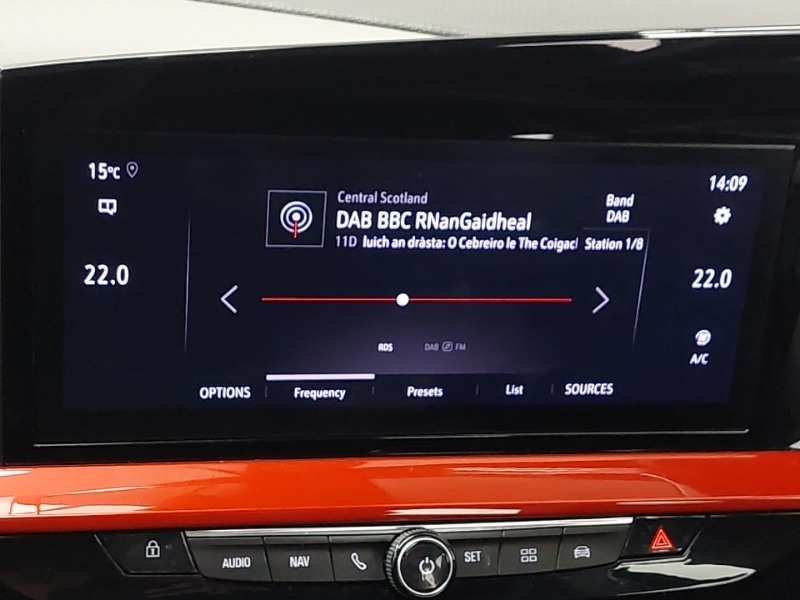 15°C
14:09
Central Scotland
DAB BBC RNanGaidheal
11D luich an dràsta: O Cebreiro le The Coigacl
Band
DAB
Station 1/8
22.0
22.0
RDS
DAB FM
A/C
OPTIONS Frequency Presets List SOURCES
AUDIO NAV SET